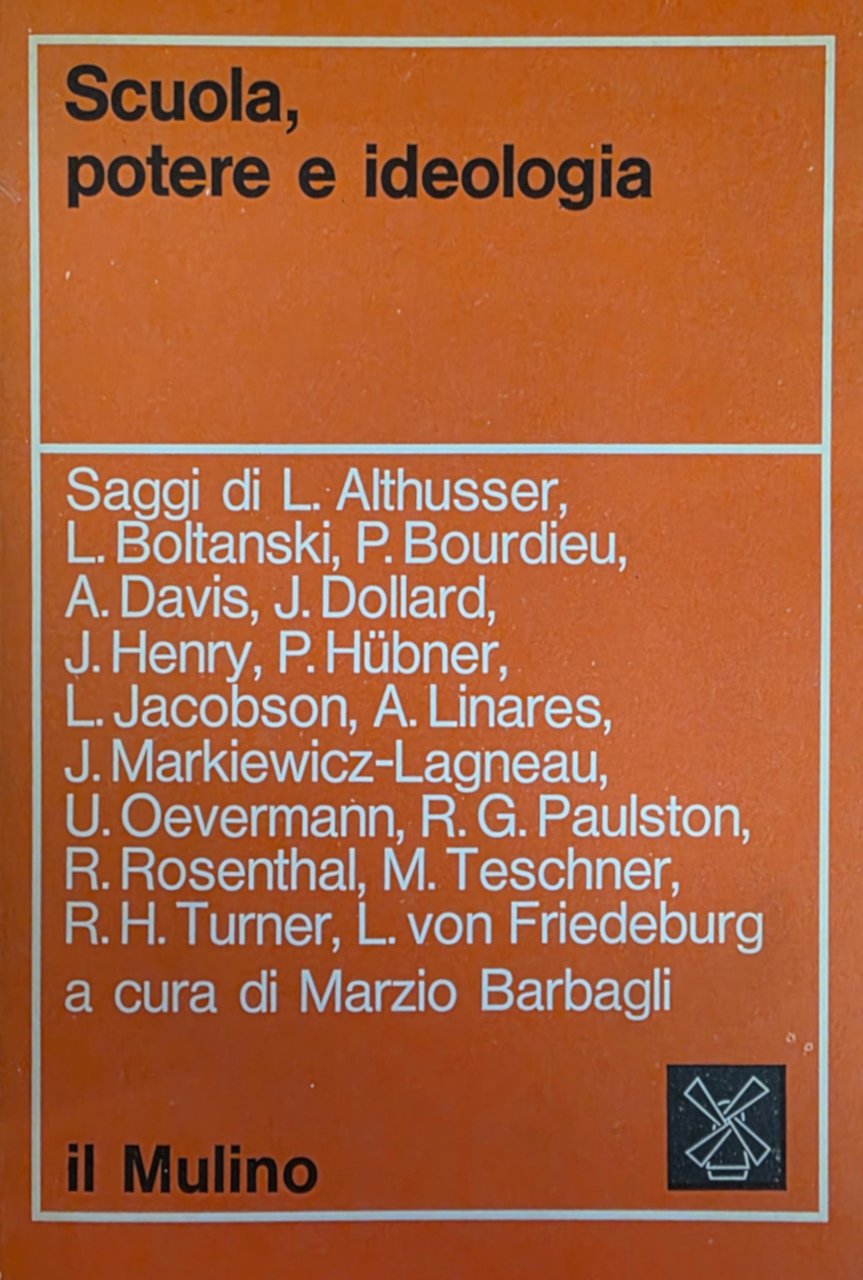 Scuola,
potere e ideologia
Saggi di L. Althusser,
L. Boltanski, P. Bourdieu,
A. Davis, J. Dollard,
J. Henry, P. Hübner,
L. Jacobson, A. Linares,
J. Markiewicz-Lagneau,
U. Oevermann, R. G. Paulston,
R. Rosenthal, M. Teschner,
R. H. Turner, L. von Friedeburg
a cura di Marzio Barbagli
il Mulino